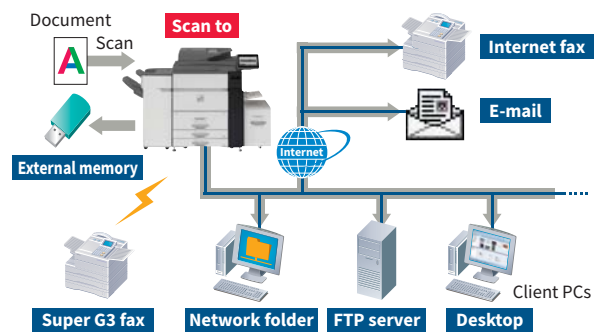 Document
Scan
A
Scan to
Internet fax
E-mail
Internet
External memory
Client PCs
Super G3 fax
Network folder
FTP server
Desktop